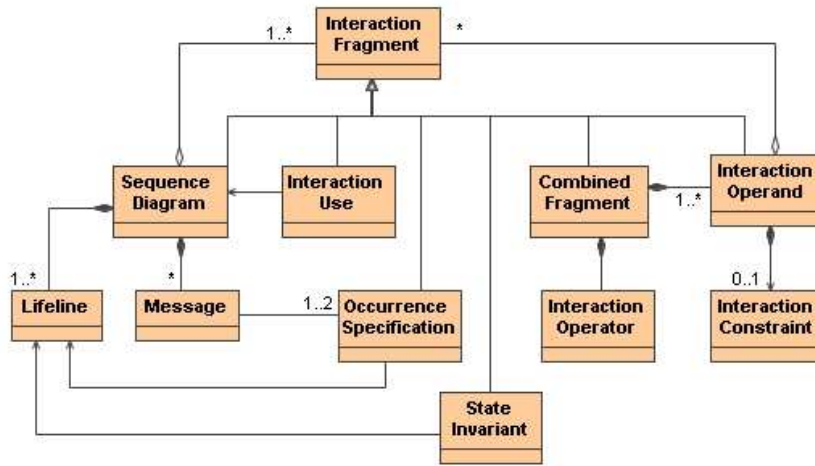 Interaction
Fragment
1..*
*
Sequence
Diagram
Interaction
Use
Combined
Fragment
Interaction
Operand
1..*
1..*
*
1..2
0..1
Lifeline
Message
Occurrence
Specification
Interaction
Operator
Interaction
Constraint
State
Invariant